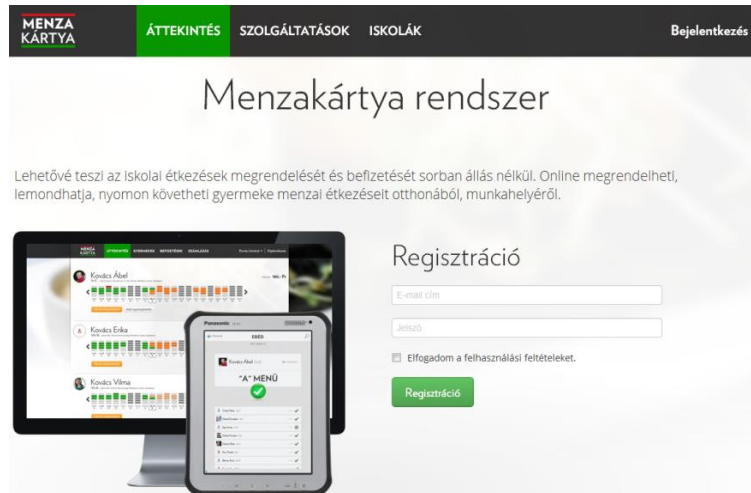 MENZA
KÁRTYA
ÁTTEKINTÉS
SZOLGÁLTATÁSOK
ISKOLÁK
Bejelentkezés
Menzakártya rendszer
Lehetővé teszi az iskolai étkezések megrendelését és befizetését sorban állás nélkül. Online megrendelheti,
lemondhatja, nyomon követheti gyermeke menzai étkezéseit otthonából, munkahelyéről.
Regisztráció
E-mail cím
Jelszó
Elfogadom a felhasználási feltételeket.
Regisztráció
MENZA
KÁRTYA
ÁTTEKINTÉS
Kovács Ábel
Kovács Erika
Kovács Vilma
Panasonic
EBÉD
Kovács Ábel
"A" MENÜ